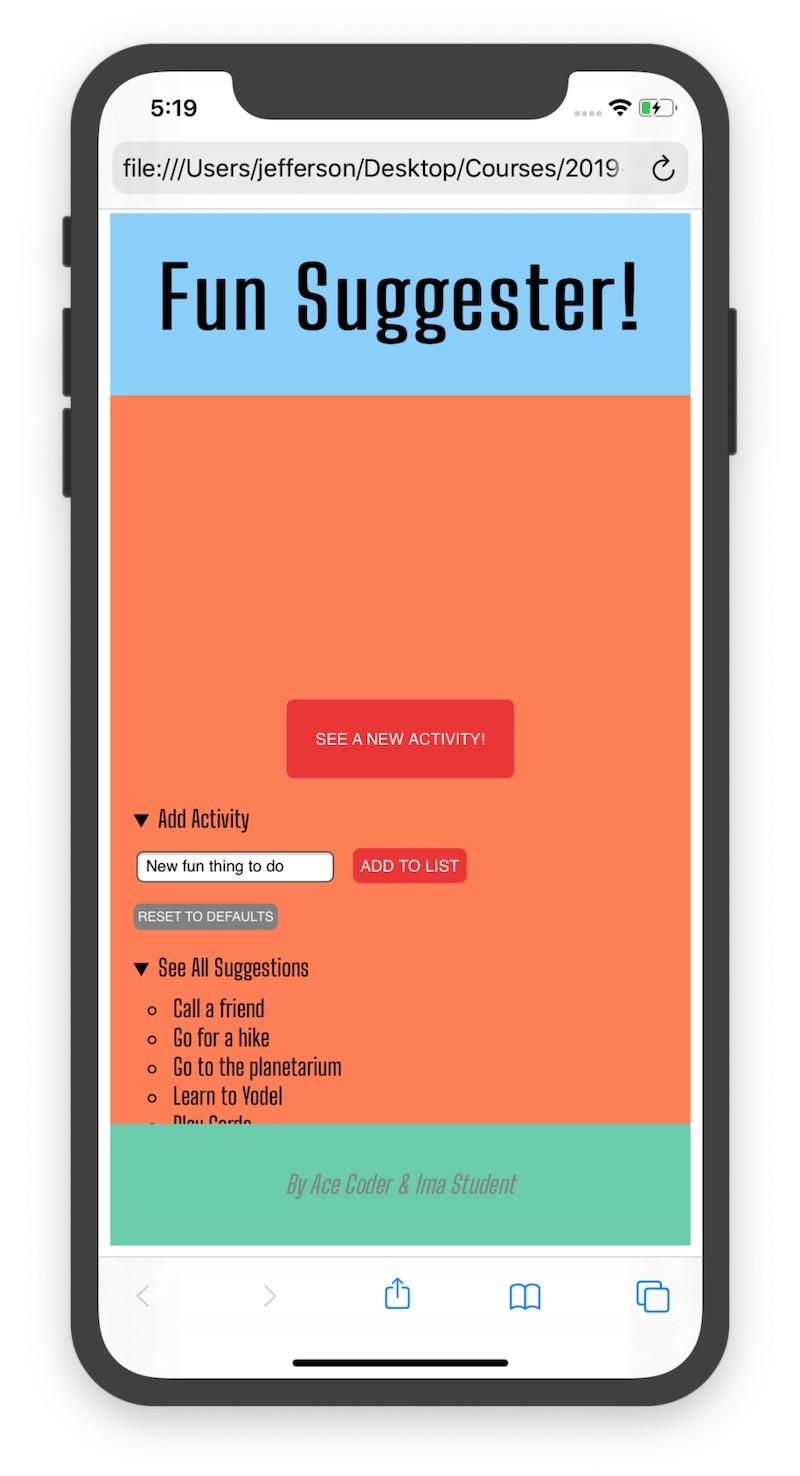 5:19
file:///Users/jefferson/Desktop/Courses/2019-
Fun Suggester!
SEE A NEW ACTIVITY!
Add Activity
New fun thing to do ADD TO LIST
RESET TO DEFAULTS
See All Suggestions
Call a friend
Go for a hike
Go to the planetarium
Learn to Yodel
Play Cards
By Ace Coder & Ima Student